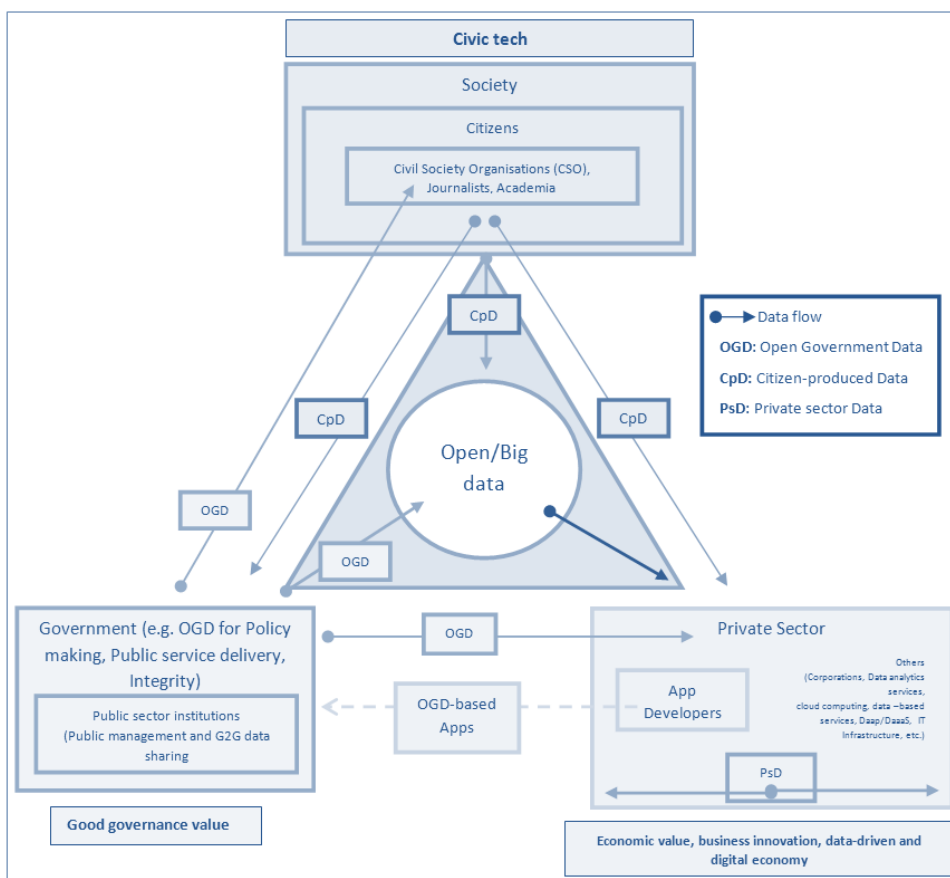 Civic tech
Society
Citizens
Civil Society Organisations (CSO),
Journalists, Academia
CpD
Data flow
OGD: Open Government Data
CpD: Citizen-produced Data
PsD: Private sector Data
CpD
CpD
Open/Big
data
OGD
OGD
Government (e.g. OGD for Policy
making, Public service delivery,
Integrity)
Public sector institutions
(Public management and G2G data
sharing
OGD
OGD-based
Apps
Private Sector
App
Developers
Others
(Corporations, Data analytics
services,
cloud computing, data –based
services, Daap/DaaaS, IT
Infrastructure, etc.)
PsD
Good governance value
Economic value, business innovation, data-driven and
digital economy